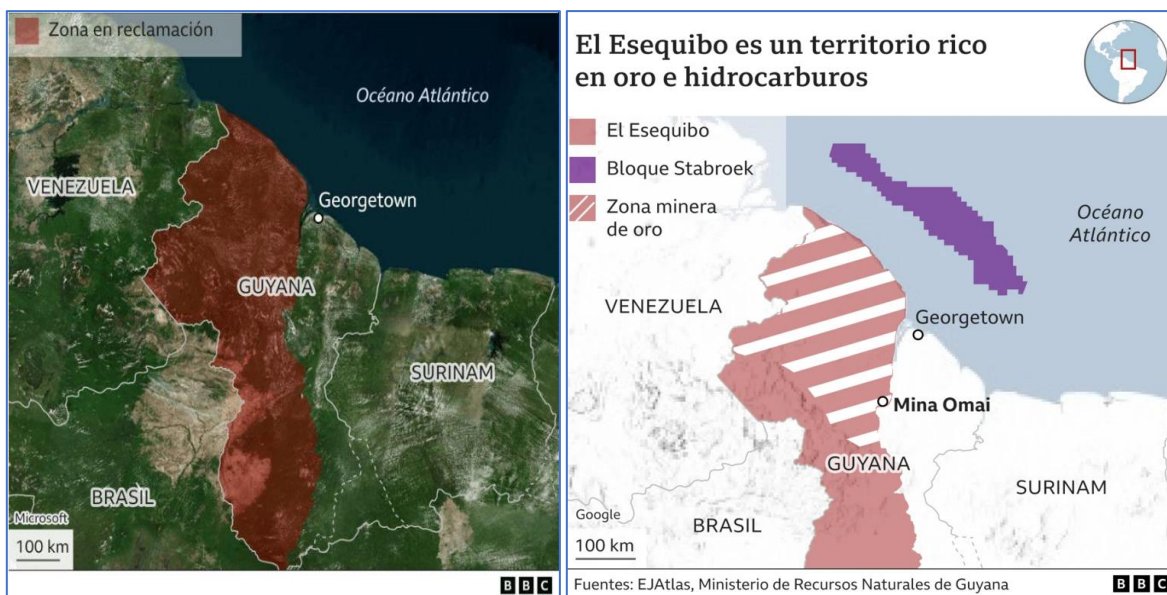 Zona en reclamación
Océano Atlántico
VENEZUELA
Georgetown
GUYANA
SURINAM
BRASIL
Microsoft
100 km
BBC
El Esequibo es un territorio rico
en oro e hidrocarburos
El Esequibo
Bloque Stabroek
Zona minera
de oro
Océano
Atlántico
VENEZUELA
Georgetown
Mina Omai
GUYANA
SURINAM
BRASIL
Google
100 km
Fuentes: EJAtlas, Ministerio de Recursos Naturales de Guyana
BBC